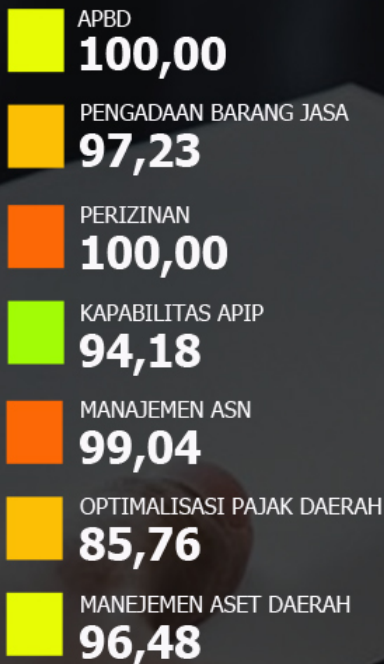 APBD
100,00
PENGADAAN BARANG JASA
97,23
PERIZINAN
100,00
KAPABILITAS APIP
94,18
MANAJEMEN ASN
99,04
OPTIMALISASI PAJAK DAERAH
85,76
MANEJEMEN ASET DAERAH
96,48